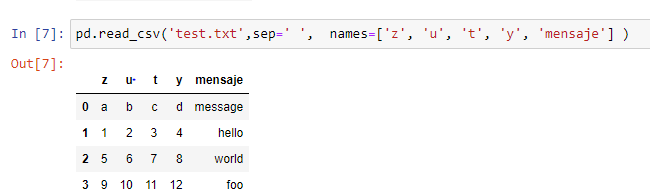 In [7]: pd.read_csv('test.txt',sep=' ',  names=['z', 'u', 't', 'y', 'mensaje'] )
Out[7]:
z u t y mensaje
0 a b c d message
1 1 2 3 4 hello
2 5 6 7 8 world
3 9 10 11 12 foo